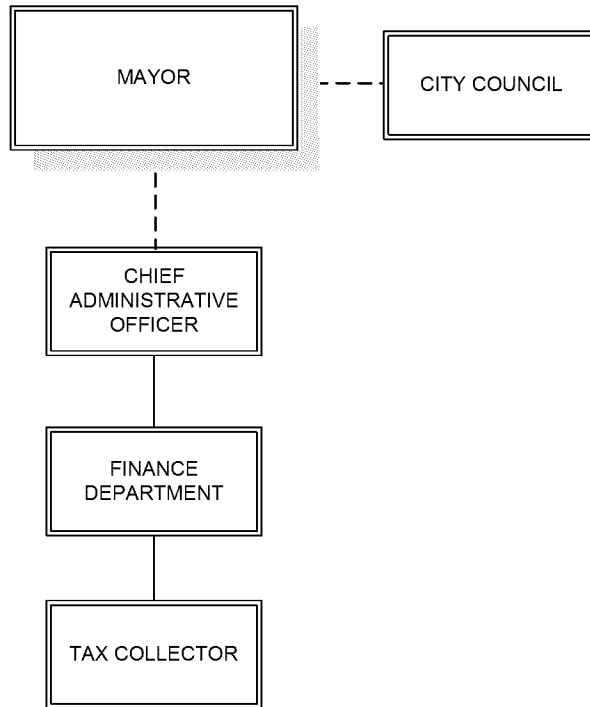 MAYOR
CITY COUNCIL
CHIEF
ADMINISTRATIVE
OFFICER
FINANCE
DEPARTMENT
TAX COLLECTOR